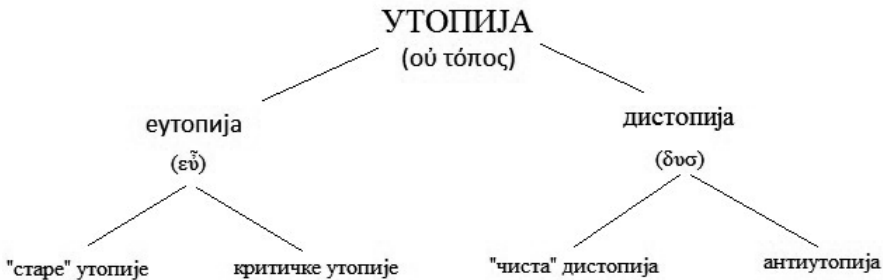 УТОПИЈА
(οὐ τόπος)
еутопија
дистопија
(εὖ)
(δυσ)
"старе" утопије
критичке утопије
"чиста" дистопија
антиутопија